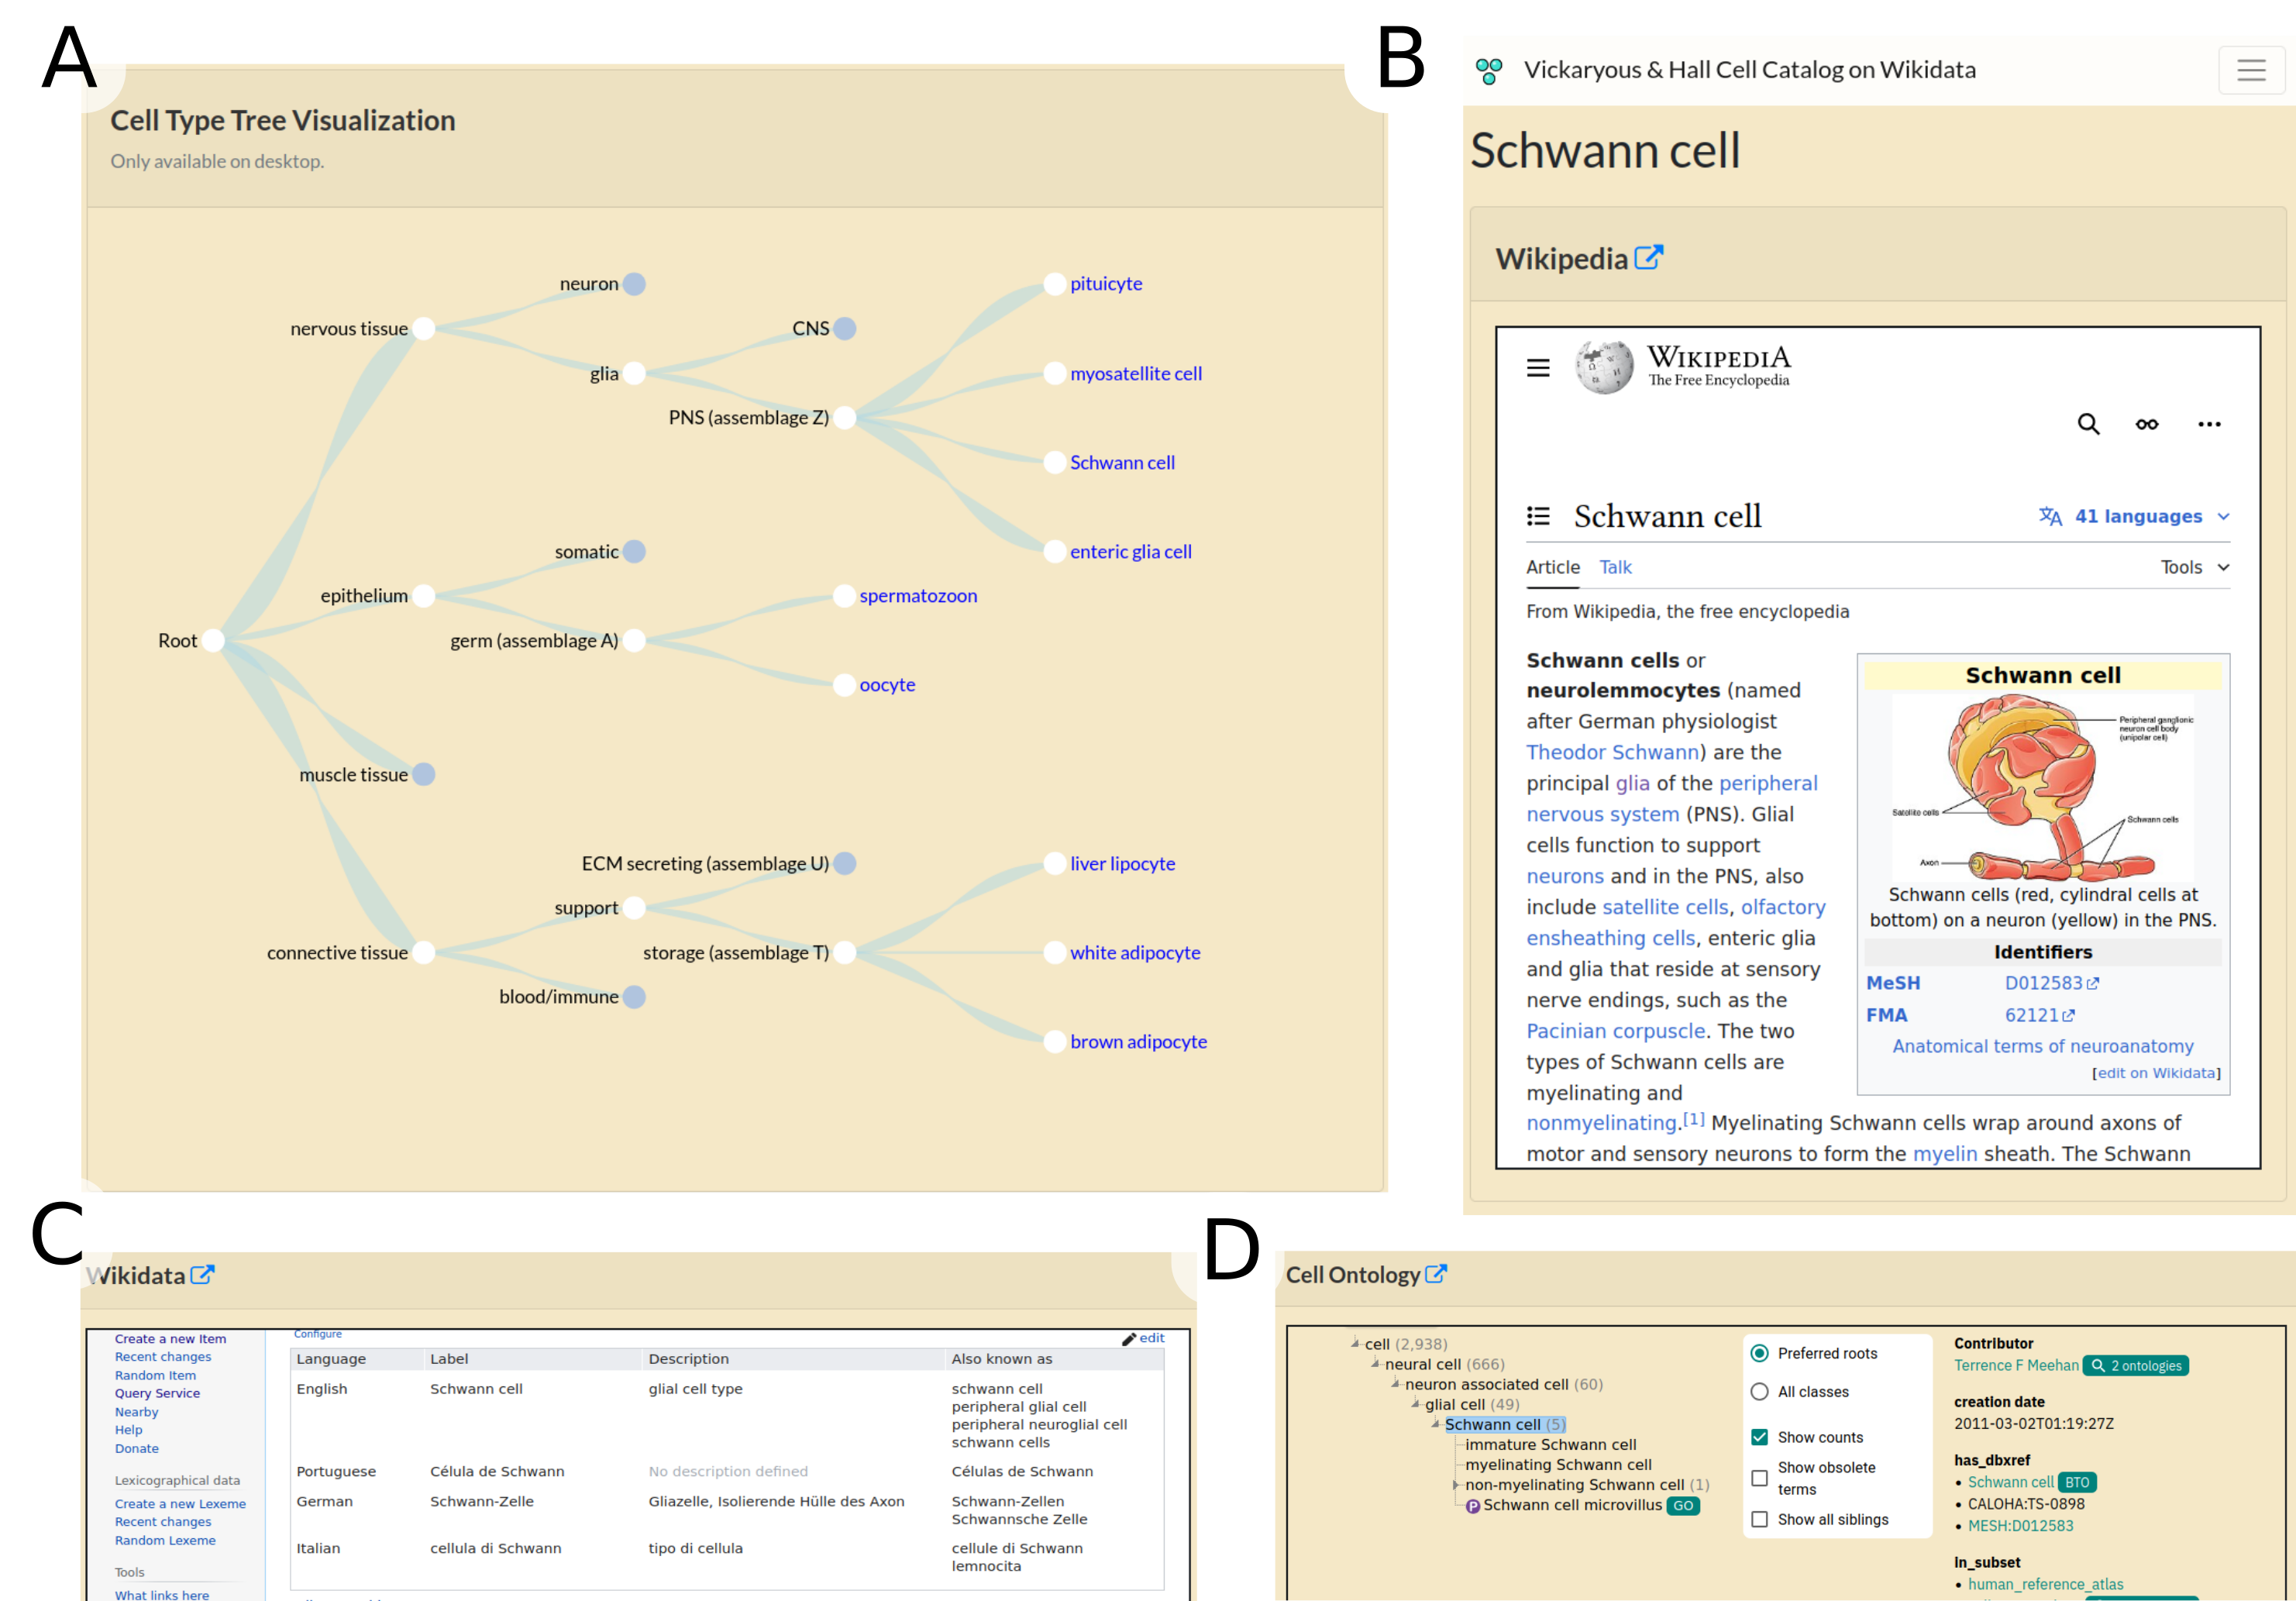 A
Cell Type Tree Visualization
Only available on desktop.
neuron
pituicyte
nervous tissue
CNS
glia
myosatellite cell
PNS (assemblage Z)
Schwann cell
somatic
enteric glia cell
epithelium
spermatozoon
Root
germ (assemblage A)
oocyte
muscle tissue
ECM secreting (assemblage U)
liver lipocyte
support
connective tissue
storage (assemblage T)
white adipocyte
blood/immune
brown adipocyte
B
Vickaryous & Hall Cell Catalog on Wikidata
Schwann cell
Wikipedia
WIKIPEDIA
The Free Encyclopedia
Schwann cell
41 languages
Article Talk
Tools
From Wikipedia, the free encyclopedia
Schwann cells or
neurolemmocytes (named
after German physiologist
Theodor Schwann) are the
principal glia of the peripheral
nervous system (PNS). Glial
cells function to support
neurons and in the PNS, also
include satellite cells, olfactory
ensheathing cells, enteric glia
and glia that reside at sensory
nerve endings, such as the
Pacinian corpuscle. The two
types of Schwann cells are
myelinating and
nonmyelinating.[1] Myelinating Schwann cells wrap around axons of
motor and sensory neurons to form the myelin sheath. The Schwann
Schwann cell
Peripheral ganglionic
neuron cell body
(unipolar cell)
Satellite cells
Schwann cells
Axon
Schwann cells (red, cylindral cells at
bottom) on a neuron (yellow) in the PNS.
Identifiers
MeSH D012583
FMA 62121
Anatomical terms of neuroanatomy
[edit on Wikidata]
C
Wikidata
Create a new Item
Recent changes
Random Item
Query Service
Nearby
Help
Donate
Lexicographical data
Create a new Lexeme
Recent changes
Random Lexeme
Tools
What links here
Configure
edit
Language Label Description Also known as
English Schwann cell glial cell type schwann cell
peripheral glial cell
peripheral neuroglial cell
schwann cells
Portuguese Célula de Schwann No description defined Células de Schwann
German Schwann-Zelle Gliazelle, Isolierende Hülle des Axon Schwann-Zellen
Schwannsche Zelle
Italian cellula di Schwann tipo di cellula cellule di Schwann
lemnocita
D
Cell Ontology
cell (2,938)
neural cell (666)
neuron associated cell (60)
glial cell (49)
Schwann cell (5)
immature Schwann cell
myelinating Schwann cell
non-myelinating Schwann cell (1)
P Schwann cell microvillus GO
Preferred roots
All classes
Show counts
Show obsolete
terms
Show all siblings
Contributor
Terrence F Meehan 2 ontologies
creation date
2011-03-02T01:19:27Z
has_dbxref
• Schwann cell BTO
• CALOHA:TS-0898
• MESH:D012583
in_subset
• human_reference_atlas